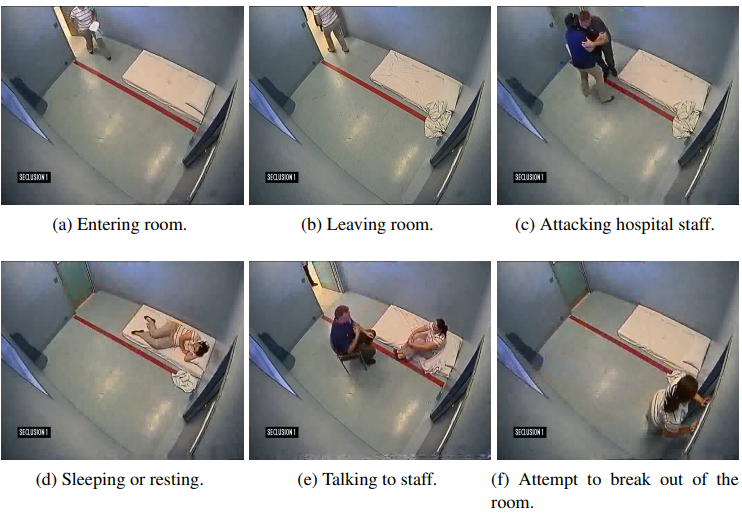 SECLUSION 1
SECLUSION 1
SECLUSION 1
(a) Entering room.
(b) Leaving room.
(c) Attacking hospital staff.
SECLUSION 1
SECLUSION 1
SECLUSION 1
(d) Sleeping or resting.
(e) Talking to staff.
(f) Attempt to break out of the
room.